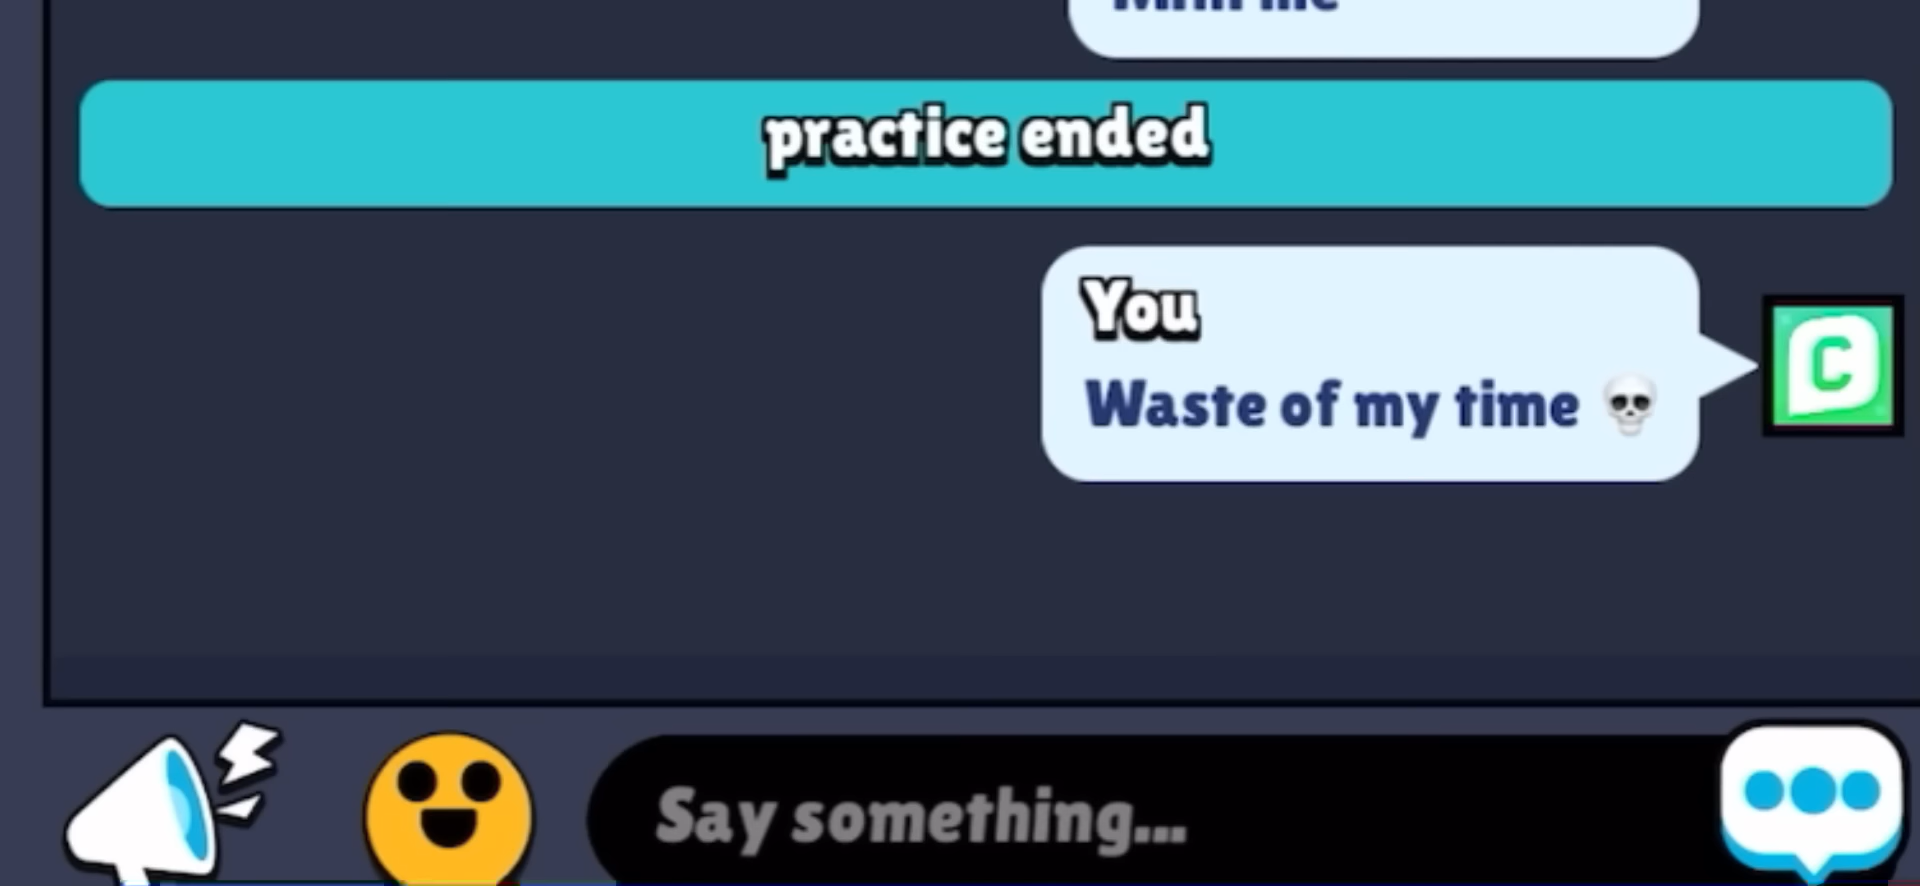 practice ended
You
Waste of my time 💀
C
Say something...